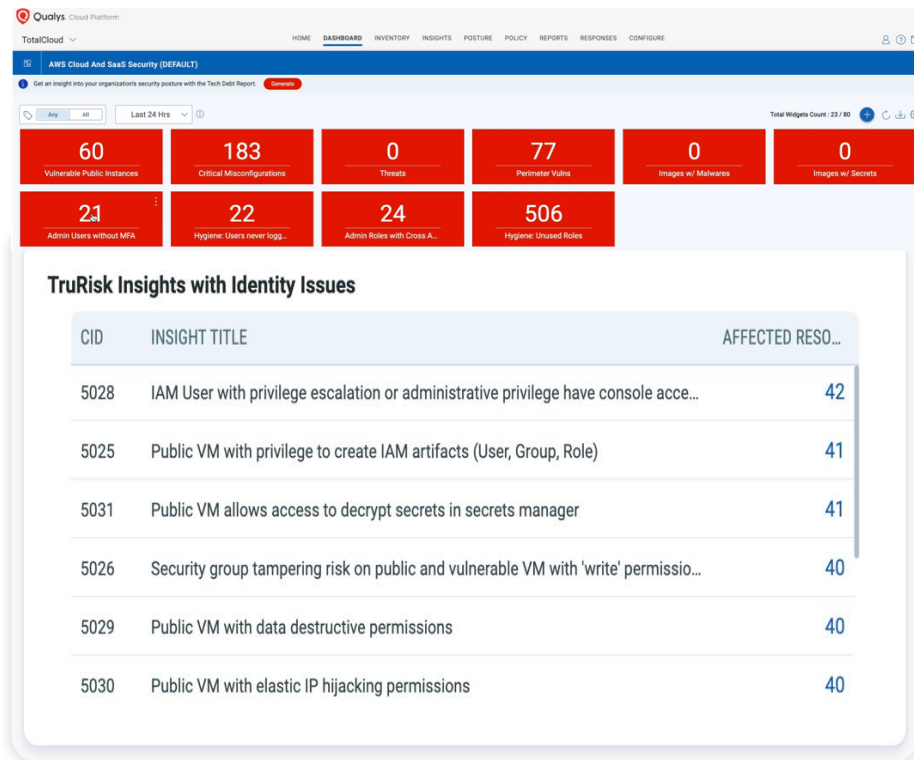 Qualys. Cloud Platform
TotalCloud
HOME DASHBOARD INVENTORY INSIGHTS POSTURE POLICY REPORTS RESPONSES CONFIGURE
AWS Cloud And SaaS Security (DEFAULT)
Get an insight into your organization's security posture with the Tech Debt Report. Generate
Any All Last 24 Hrs Total Widgets Count : 23 / 80
60 183 0 77 0 0
Vulnerable Public Instances Critical Misconfigurations Threats Perimeter Vulns Images w/ Malwares Images w/ Secrets
21 22 24 506
Admin Users without MFA Hygiene: Users never logg... Admin Roles with Cross A... Hygiene: Unused Roles
TruRisk Insights with Identity Issues
CID INSIGHT TITLE AFFECTED RESO...
5028 IAM User with privilege escalation or administrative privilege have console acce... 42
5025 Public VM with privilege to create IAM artifacts (User, Group, Role) 41
5031 Public VM allows access to decrypt secrets in secrets manager 41
5026 Security group tampering risk on public and vulnerable VM with 'write' permissio... 40
5029 Public VM with data destructive permissions 40
5030 Public VM with elastic IP hijacking permissions 40